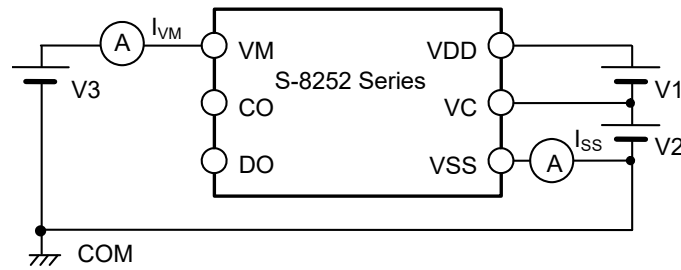 A
I_VM
VM
VDD
S-8252 Series
V3
V1
CO
VC
V2
DO
VSS
I_SS
A
COM